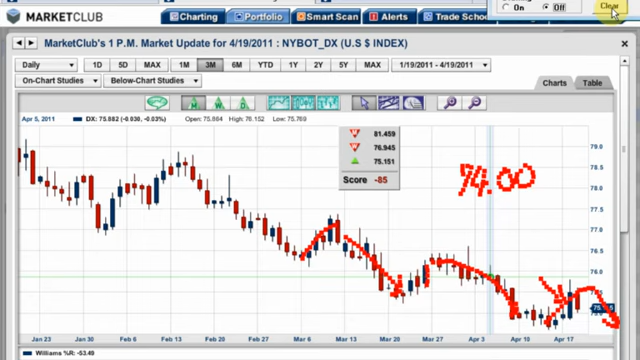 MARKETCLUB
Charting
Portfolio
Smart Scan
Alerts
Trade School
On
Off
Clear
MarketClub's 1 P.M. Market Update for 4/19/2011 : NYBOT_DX (U.S $ INDEX)
Daily
1D
5D
MAX
1M
3M
6M
YTD
1Y
5Y
MAX
1/19/2011 - 4/19/2011
On-Chart Studies
Below-Chart Studies
Charts
Table
M
W
D
Apr 5, 2011
DX: 75.882 (-0.030, -0.03%)
Open: 75.884
High: 76.152
Low: 75.769
W 81.459
W 76.945
75.151
Score -85
74.00
79.0
78.5
78.0
77.5
77.0
76.5
76.0
75.5
Jan 23
Jan 30
Feb 6
Feb 13
Feb 20
Feb 27
Mar 6
Mar 13
Mar 20
Mar 27
Apr 3
Apr 10
Apr 17
Williams %R: -53.49